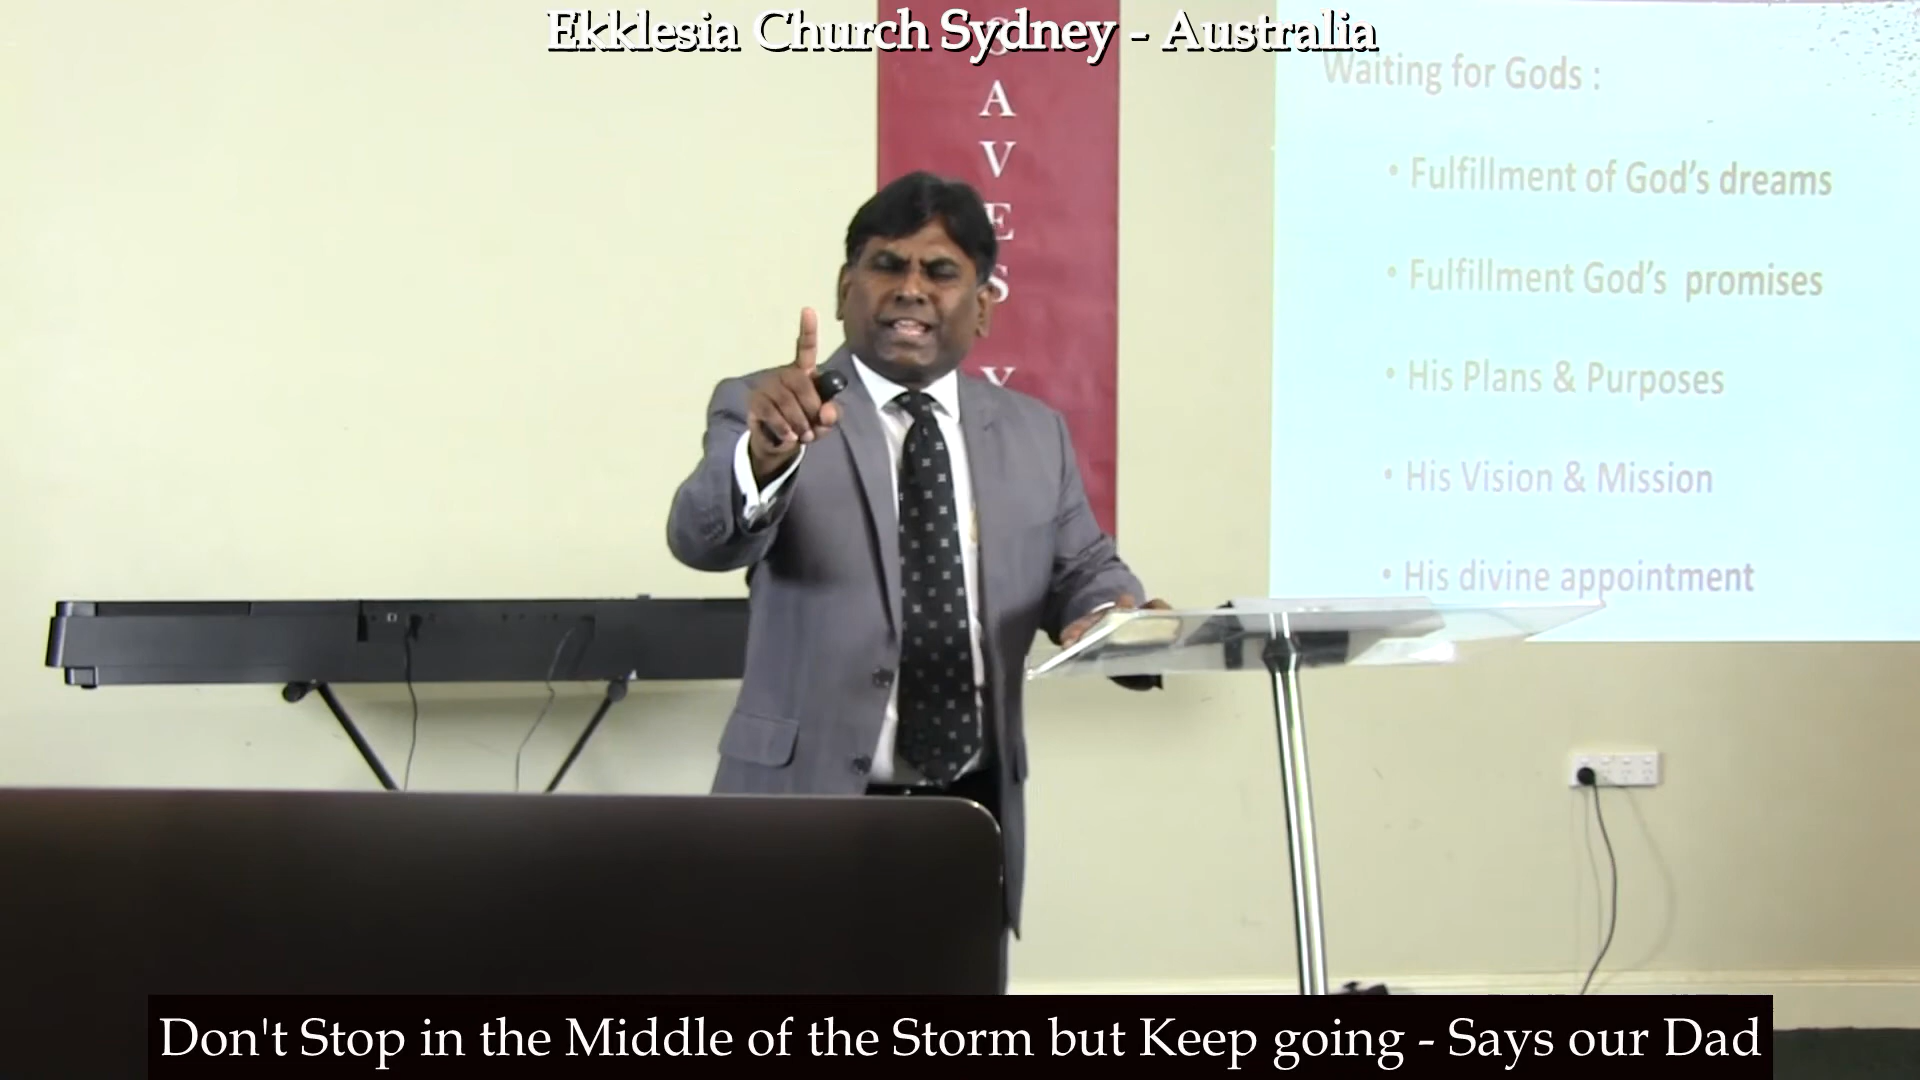 Ekklesia Church Sydney - Australia
S
A
V
E
S
Y
Waiting for Gods :
• Fulfillment of God's dreams
• Fulfillment God's promises
• His Plans & Purposes
• His Vision & Mission
• His divine appointment
Don't Stop in the Middle of the Storm but Keep going - Says our Dad